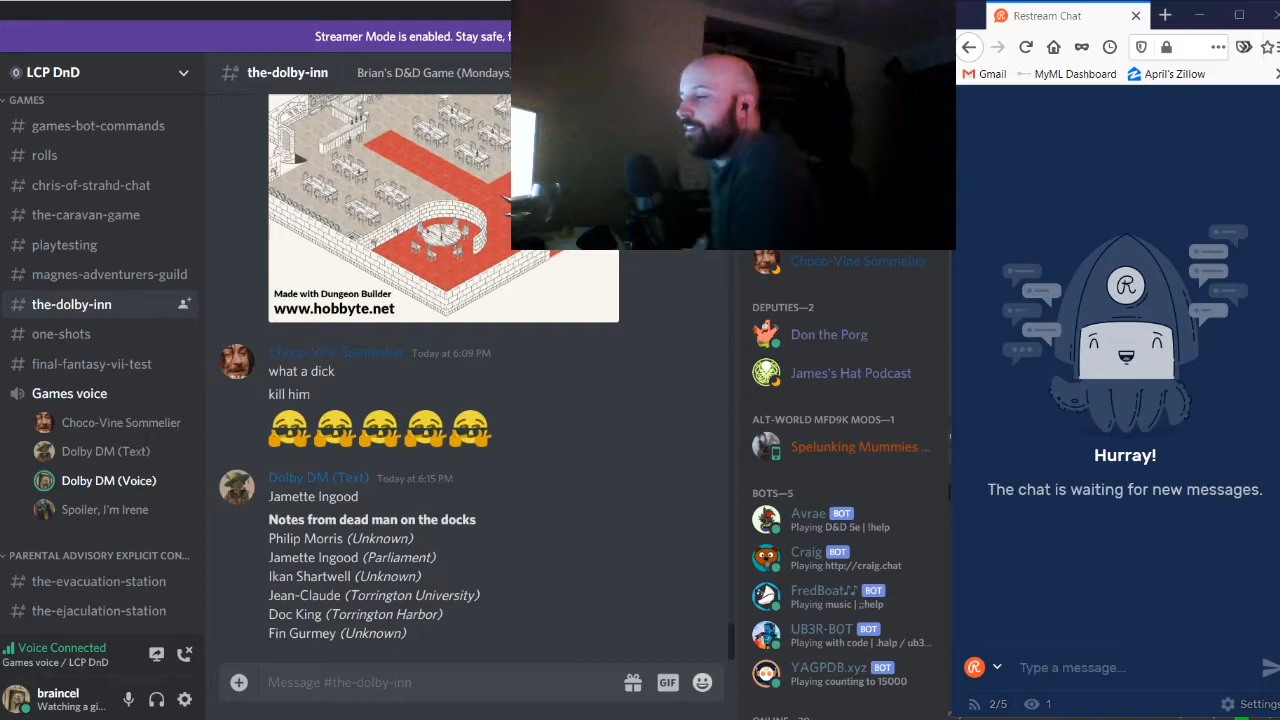 Streamer Mode is enabled. Stay safe, f
LCP DnD
GAMES
games-bot-commands
rolls
chris-of-strahd-chat
the-caravan-game
playtesting
magnes-adventurers-guild
the-dolby-inn
one-shots
final-fantasy-vii-test
Games voice
Choco-Vine Sommelier
Dolby DM (Text)
Dolby DM (Voice)
Spoiler, I'm Irene
PARENTAL ADVISORY EXPLICIT CON...
the-evacuation-station
the-ejaculation-station
Voice Connected
Games voice / LCP DnD
braincel
Watching a gi...
the-dolby-inn
Brian's D&D Game (Mondays)
Made with Dungeon Builder
www.hobbyte.net
Choco-Vine Sommelier Today at 6:09 PM
what a dick
kill him
Dolby DM (Text) Today at 6:15 PM
Jamette Ingood
Notes from dead man on the docks
Philip Morris (Unknown)
Jamette Ingood (Parliament)
Ikan Shartwell (Unknown)
Jean-Claude (Torrington University)
Doc King (Torrington Harbor)
Fin Gurmey (Unknown)
Message #the-dolby-inn
GIF
Choco-Vine Sommelier
DEPUTIES—2
Don the Porg
James's Hat Podcast
ALT-WORLD MFD9K MODS—1
Spelunking Mummies ...
BOTS—5
Avrae BOT
Playing D&D 5e | !help
Craig BOT
Playing http://craig.chat
FredBoat♪♪ BOT
Playing music | ;;help
UB3R-B0T BOT
Playing with code | .halp / ub3...
YAGPDB.xyz BOT
Playing counting to 15000
Restream Chat
Gmail
MyML Dashboard
April's Zillow
Hurray!
The chat is waiting for new messages.
Type a message...
2/5
1
Settings